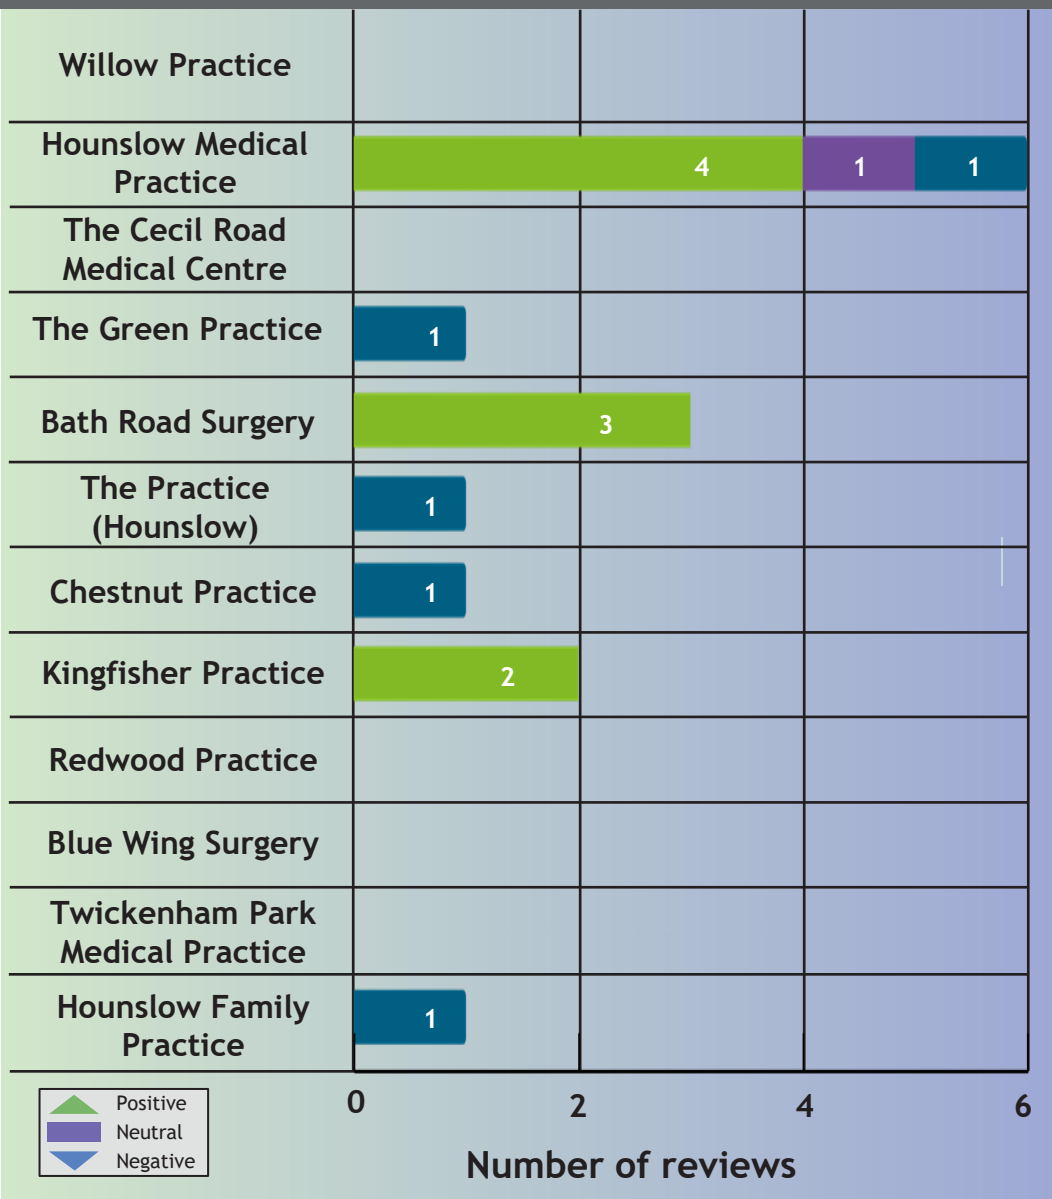 Willow Practice
Hounslow Medical
Practice
4 1 1
The Cecil Road
Medical Centre
The Green Practice
1
Bath Road Surgery
3
The Practice
(Hounslow)
1
Chestnut Practice
1
Kingfisher Practice
2
Redwood Practice
Blue Wing Surgery
Twickenham Park
Medical Practice
Hounslow Family
Practice
1
0 2 4 6
Positive
Neutral
Negative
Number of reviews